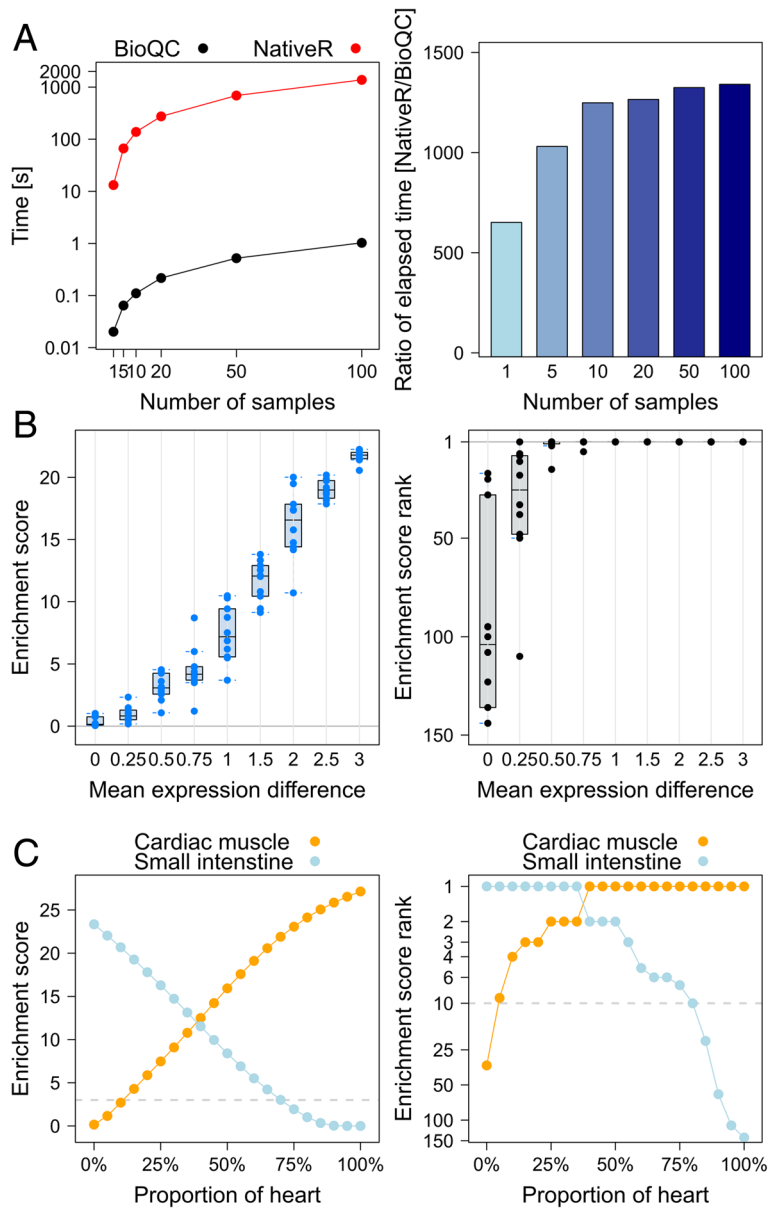 A
BioQC NativeR
Time [s]
2000
1000
100
10
1
0.1
0.01
1 5 10 20 50 100
Number of samples
Ratio of elapsed time [NativeR/BioQC]
1500
1000
500
0
1 5 10 20 50 100
Number of samples
B
Enrichment score
20
15
10
5
0
0 0.25 0.5 0.75 1 1.5 2 2.5 3
Mean expression difference
Enrichment score rank
1
50
100
150
0 0.25 0.5 0.75 1 1.5 2 2.5 3
Mean expression difference
C
Cardiac muscle
Small intenstine
Enrichment score
25
20
15
10
5
3
0
0% 25% 50% 75% 100%
Proportion of heart
Cardiac muscle
Small intenstine
Enrichment score rank
1
2
3
4
6
10
25
50
100
150
0% 25% 50% 75% 100%
Proportion of heart